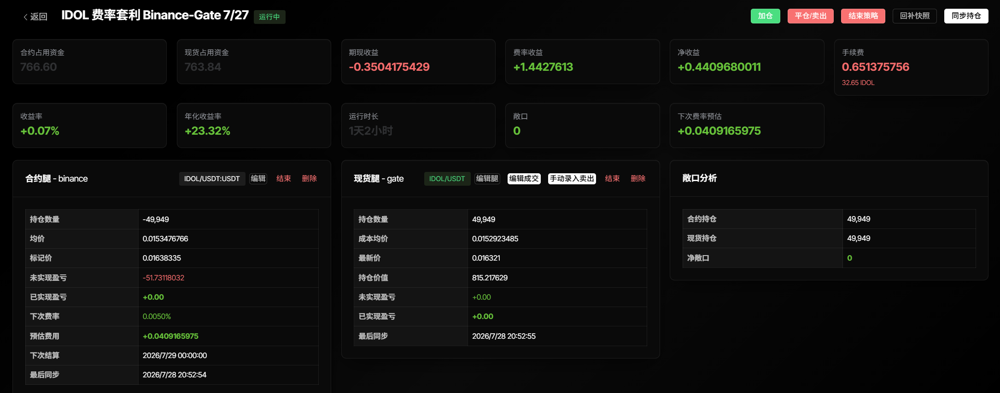 返回
IDOL 费率套利 Binance-Gate 7/27
运行中
加仓
平仓/卖出
结束策略
回补快照
同步持仓
合约占用资金
766.60
现货占用资金
763.84
期现收益
-0.3504175429
费率收益
+1.4427613
净收益
+0.4409680011
手续费
0.651375756
32.65 IDOL
收益率
+0.07%
年化收益率
+23.32%
运行时长
1天2小时
敞口
0
下次费率预估
+0.0409165975
合约腿 - binance
IDOL/USDT:USDT
编辑
结束
删除
持仓数量 -49,949
均价 0.0153476766
标记价 0.01638335
未实现盈亏 -51.73118032
已实现盈亏 +0.00
下次费率 0.0050%
预估费用 +0.0409165975
下次结算 2026/7/29 00:00:00
最后同步 2026/7/28 20:52:54
现货腿 - gate
IDOL/USDT
编辑腿
编辑成交
手动录入卖出
结束
删除
持仓数量 49,949
成本均价 0.0152923485
最新价 0.016321
持仓价值 815.217629
未实现盈亏 +0.00
已实现盈亏 +0.00
最后同步 2026/7/28 20:52:55
敞口分析
合约持仓 49,949
现货持仓 49,949
净敞口 0